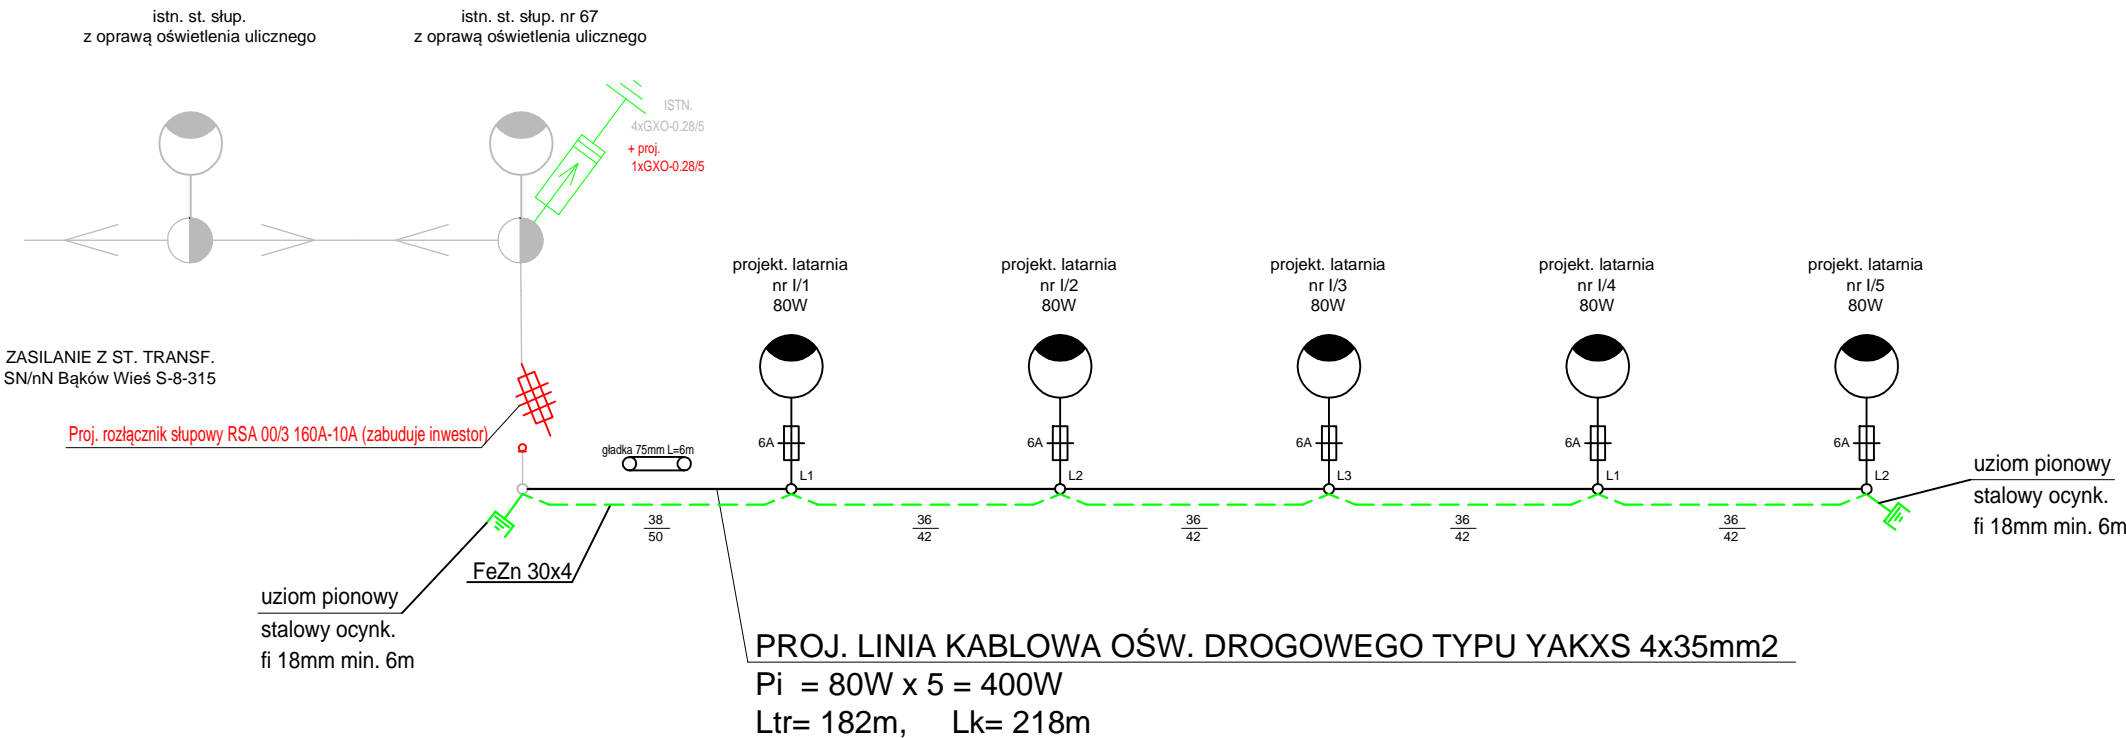 istn. st. słup.
z oprawą oświetlenia ulicznego
istn. st. słup. nr 67
z oprawą oświetlenia ulicznego
ISTN.
4xGXO-0.28/5
+ proj.
1xGXO-0.28/5
projekt. latarnia
nr I/1
80W
projekt. latarnia
nr I/2
80W
projekt. latarnia
nr I/3
80W
projekt. latarnia
nr I/4
80W
projekt. latarnia
nr I/5
80W
ZASILANIE Z ST. TRANSF.
SN/nN Bąków Wieś S-8-315
Proj. rozłącznik słupowy RSA 00/3 160A-10A (zabuduje inwestor)
gładka 75mm L=6m
6A
6A
6A
6A
6A
L1
L2
L3
L1
L2
uziom pionowy
stalowy ocynk.
fi 18mm min. 6m
38
50
36
42
36
42
36
42
36
42
FeZn 30x4
uziom pionowy
stalowy ocynk.
fi 18mm min. 6m
PROJ. LINIA KABLOWA OŚW. DROGOWEGO TYPU YAKXS 4x35mm2
Pi = 80W x 5 = 400W
Ltr= 182m, Lk= 218m